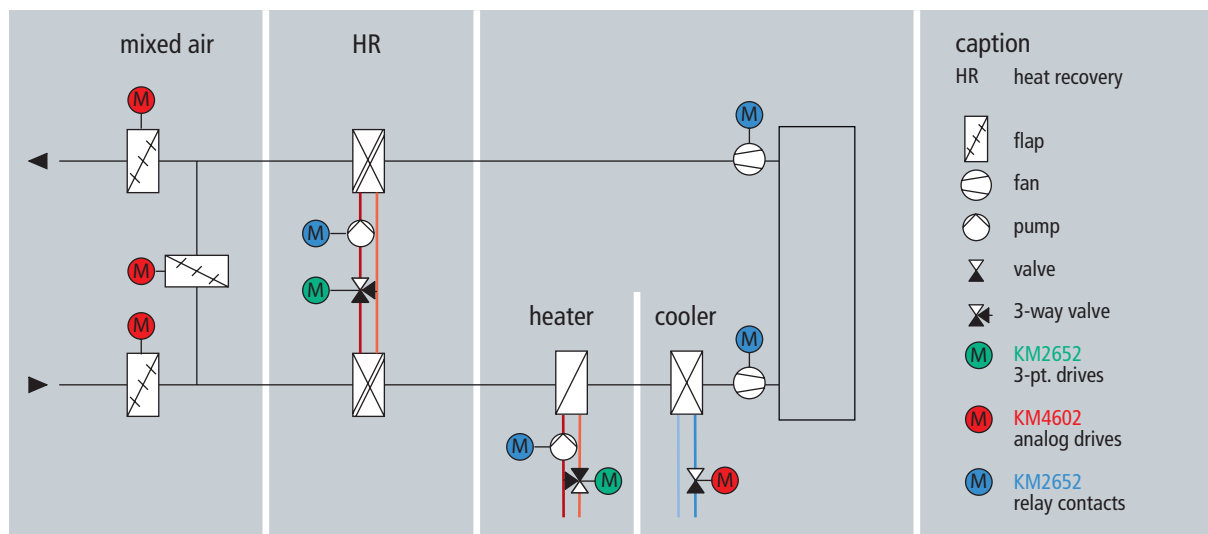 mixed air
HR
M
M
M
M
M
M
M
heater
cooler
M
M
M
caption
HR heat recovery
flap
fan
pump
valve
3-way valve
M KM2652
3-pt. drives
M KM4602
analog drives
M KM2652
relay contacts